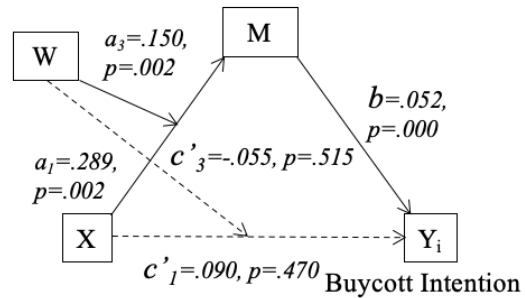 M
W
a3=.150,
p=.002
b=.052,
p=.000
a1=.289,
p=.002
c'3=-.055, p=.515
X
Yi
c'1=.090, p=.470
Buycott Intention